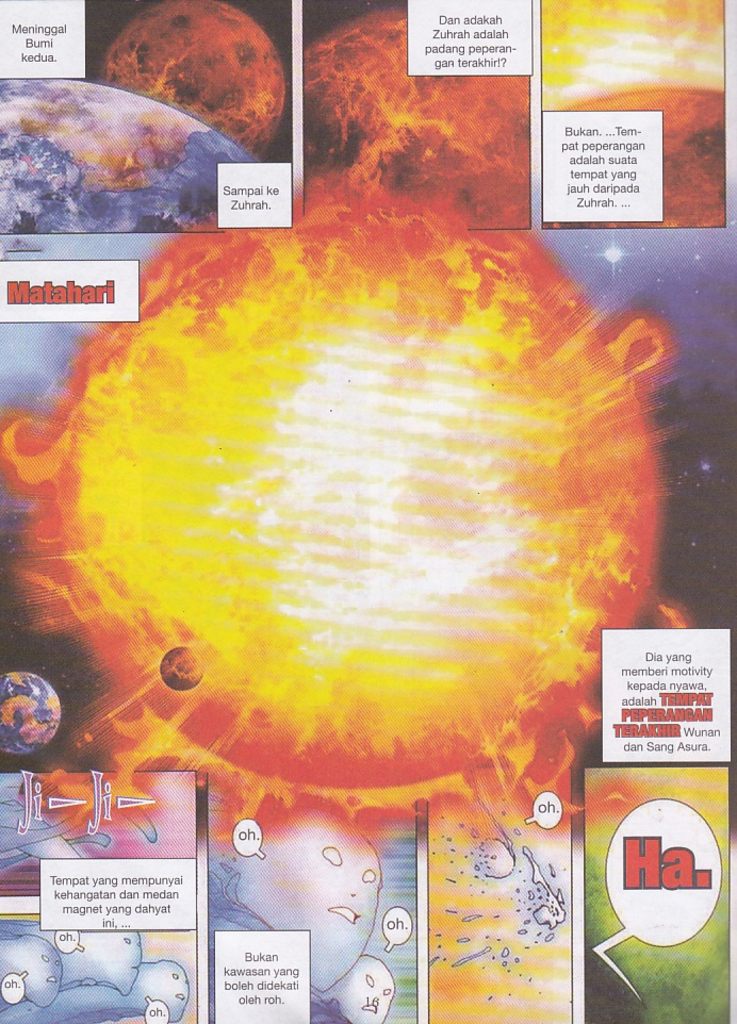 Meninggal
Bumi
kedua.
Sampai ke
Zuhrah.
Dan adakah
Zuhrah adalah
padang peperan-
gan terakhir!?
Bukan. ...Tem-
pat peperangan
adalah suata
tempat yang
jauh daripada
Zuhrah. ...
Matahari
Dia yang
memberi motivity
kepada nyawa,
adalah TEMPAT
PEPERANGAN
TERAKHIR Wunan
dan Sang Asura.
Ji-Ji-
Tempat yang mempunyai
kehangatan dan medan
magnet yang dahyat
ini, ...
oh.
oh.
oh.
oh.
oh.
Bukan
kawasan yang
boleh didekati
oleh roh.
16
oh.
Ha.